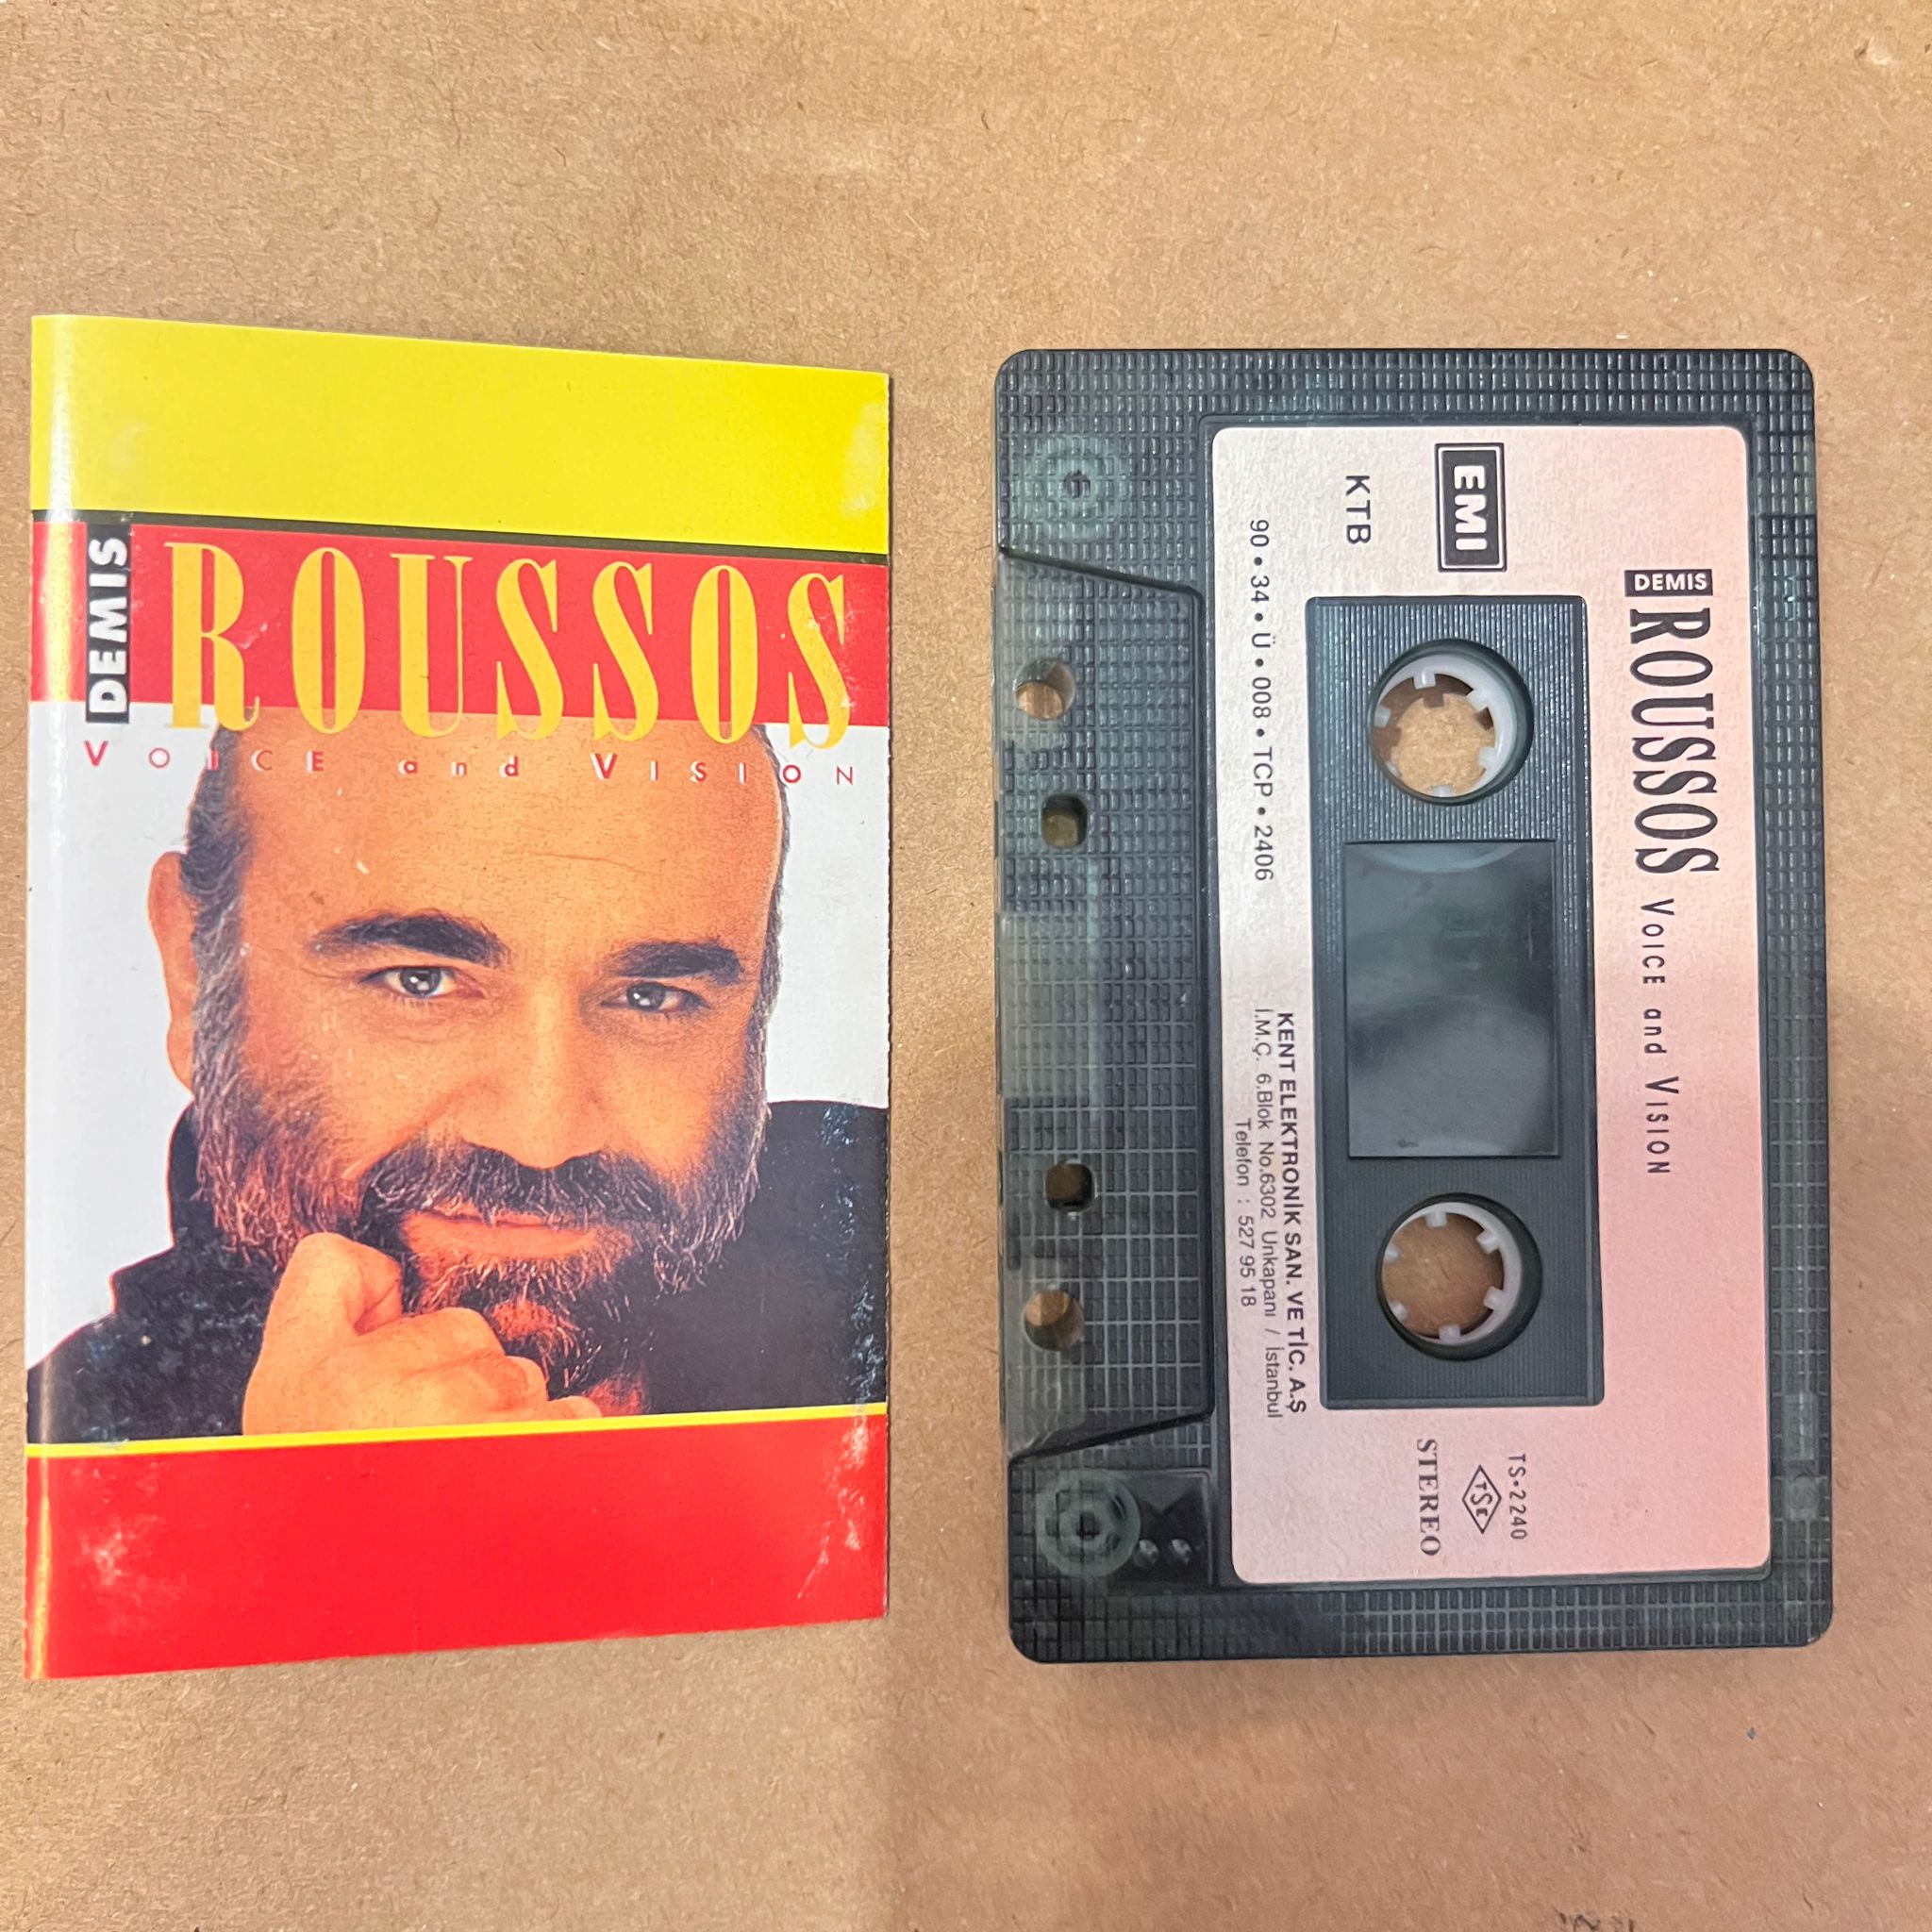 DEMIS
ROUSSOS
VOICE and VISION
DEMIS ROUSSOS VOICE and VISION
EMI
KTB
TS•2240
TSE
STEREO
90•34•Ü•008•TCP•2406
KENT ELEKTRONİK SAN. VE TİC. A.Ş
İ.M.Ç. 6.Blok No.6302 Unkapanı / İstanbul
Telefon : 527 95 18